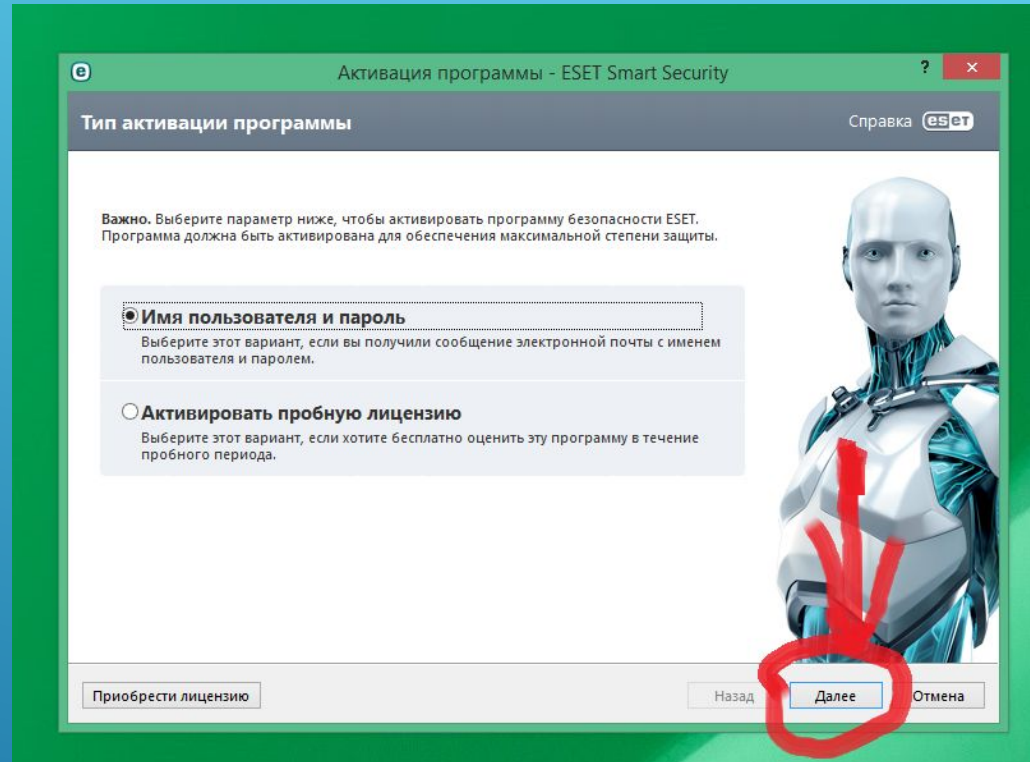 Активация программы - ESET Smart Security
?
Тип активации программы
Справка eset
Важно. Выберите параметр ниже, чтобы активировать программу безопасности ESET.
Программа должна быть активирована для обеспечения максимальной степени защиты.
Имя пользователя и пароль
Выберите этот вариант, если вы получили сообщение электронной почты с именем
пользователя и паролем.
Активировать пробную лицензию
Выберите этот вариант, если хотите бесплатно оценить эту программу в течение
пробного периода.
Приобрести лицензию
Назад
Далее
Отмена